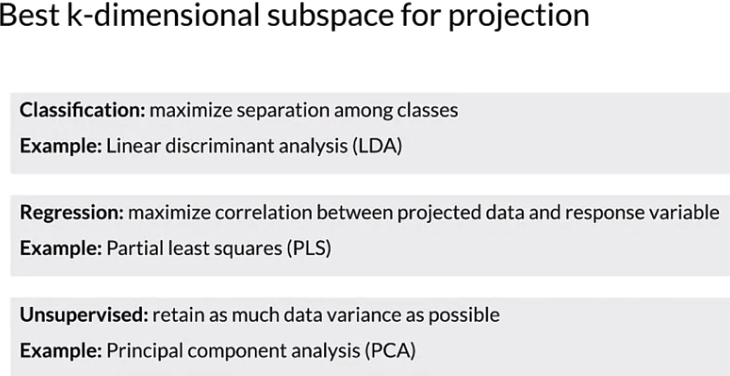 Best k-dimensional subspace for projection
Classification: maximize separation among classes
Example: Linear discriminant analysis (LDA)
Regression: maximize correlation between projected data and response variable
Example: Partial least squares (PLS)
Unsupervised: retain as much data variance as possible
Example: Principal component analysis (PCA)